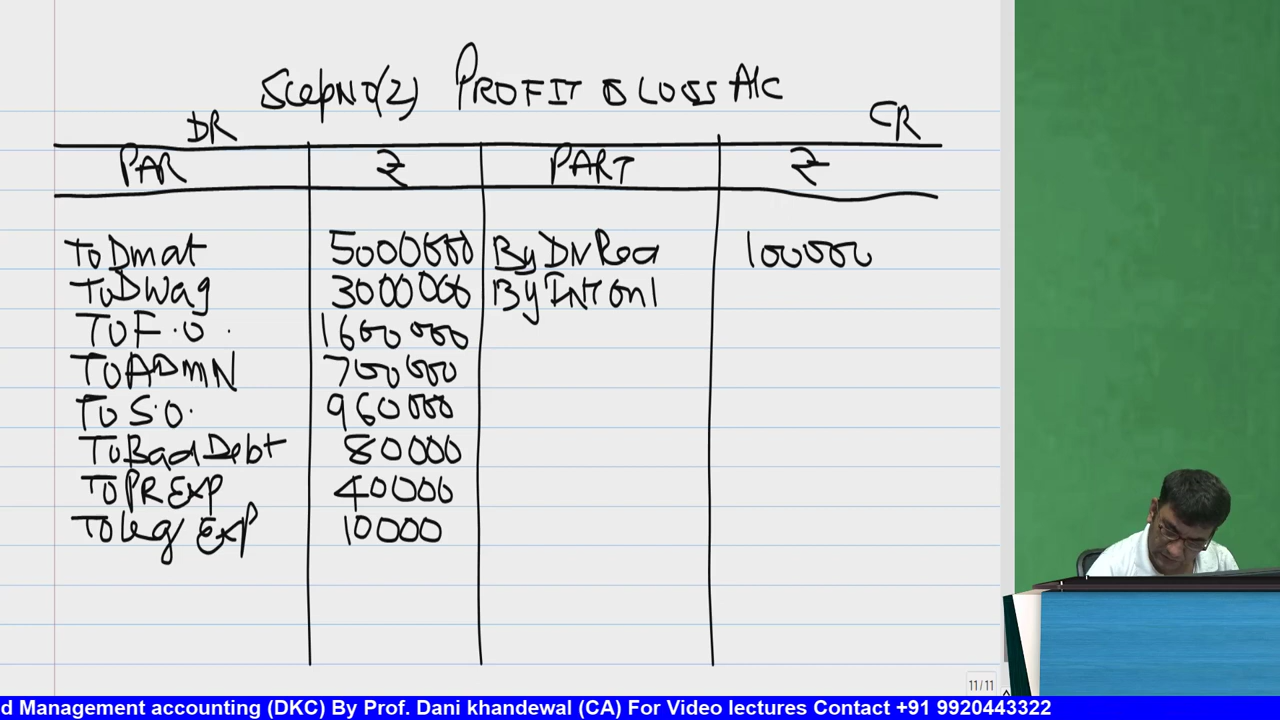 StepNo(2) PROFIT & LOSS A/C
DR CR
PAR ₹ PART ₹
To Dmat 5000000 By DN Rea 100000
To DWag 3000000 By INT on I
To F.O. 1600000
To ADMN 700000
To S.O. 960000
To Bad Debt 80000
To PR EXP 40000
To Leg EXP 10000
11/11
d Management accounting (DKC) By Prof. Dani khandewal (CA) For Video lectures Contact +91 9920443322